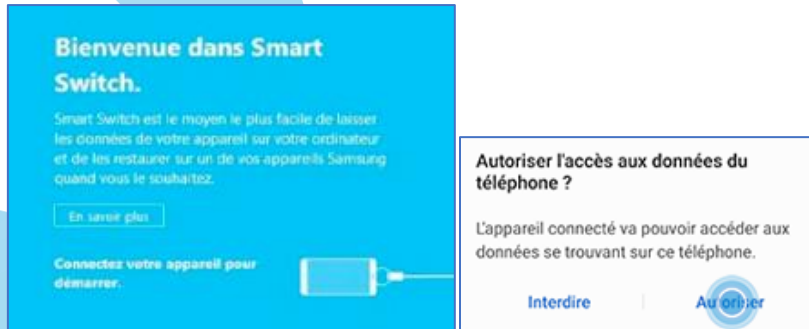 Bienvenue dans Smart
Switch.
Smart Switch est le moyen le plus facile de laisser
les données de votre appareil sur votre ordinateur
et de les restaurer sur un de vos appareils Samsung
quand vous le souhaitez.
En savoir plus
Connectez votre appareil pour
démarrer.
Autoriser l'accès aux données du
téléphone ?
L'appareil connecté va pouvoir accéder aux
données se trouvant sur ce téléphone.
Interdire
Autoriser